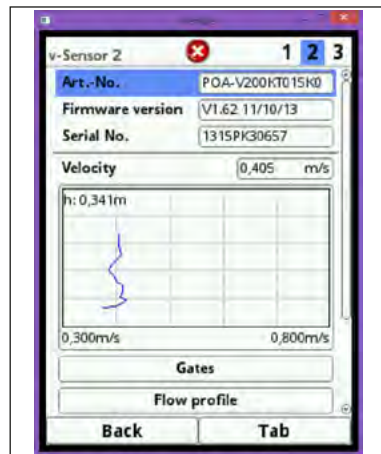 v-Sensor 2 1 2 3
Art.-No. POA-V200KT015K0
Firmware version V1.62 11/10/13
Serial No. 1315PK30657
Velocity 0,405 m/s
h: 0,341m
0,300m/s 0,800m/s
Gates
Flow profile
Back Tab